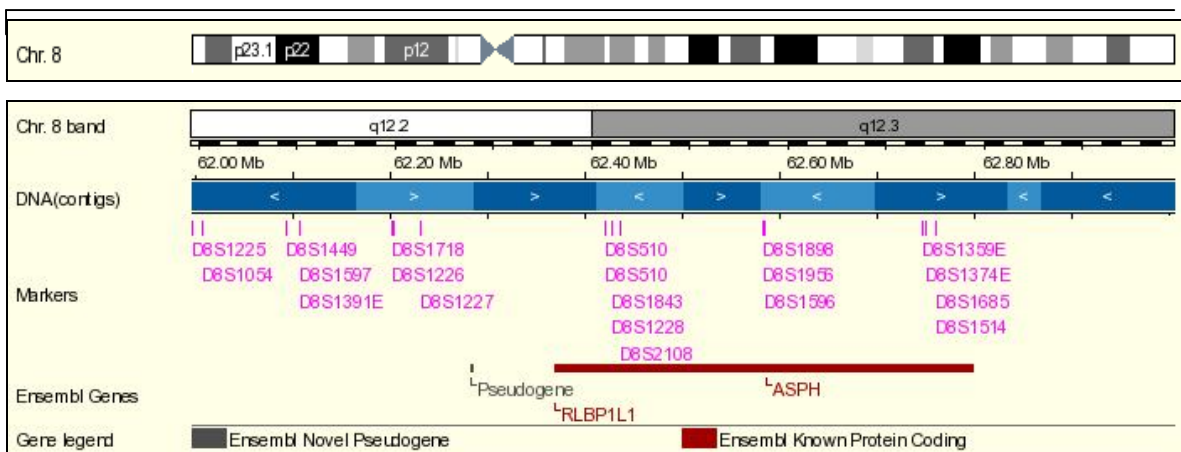 Chr. 8 p23.1 p22 p12
Chr. 8 band q12.2 q12.3
62.00 Mb 62.20 Mb 62.40 Mb 62.60 Mb 62.80 Mb
DNA(contigs) < > > < > < > < <
D8S1225 D8S1449 D8S1718 D8S510 D8S1898 D8S1359E
D8S1054 D8S1597 D8S1226 D8S510 D8S1956 D8S1374E
Markers D8S1391E D8S1227 D8S1843 D8S1596 D8S1685
D8S1228 D8S1514
D8S2108
Ensembl Genes Pseudogene ASPH
RLBP1L1
Gene legend Ensembl Novel Pseudogene Ensembl Known Protein Coding